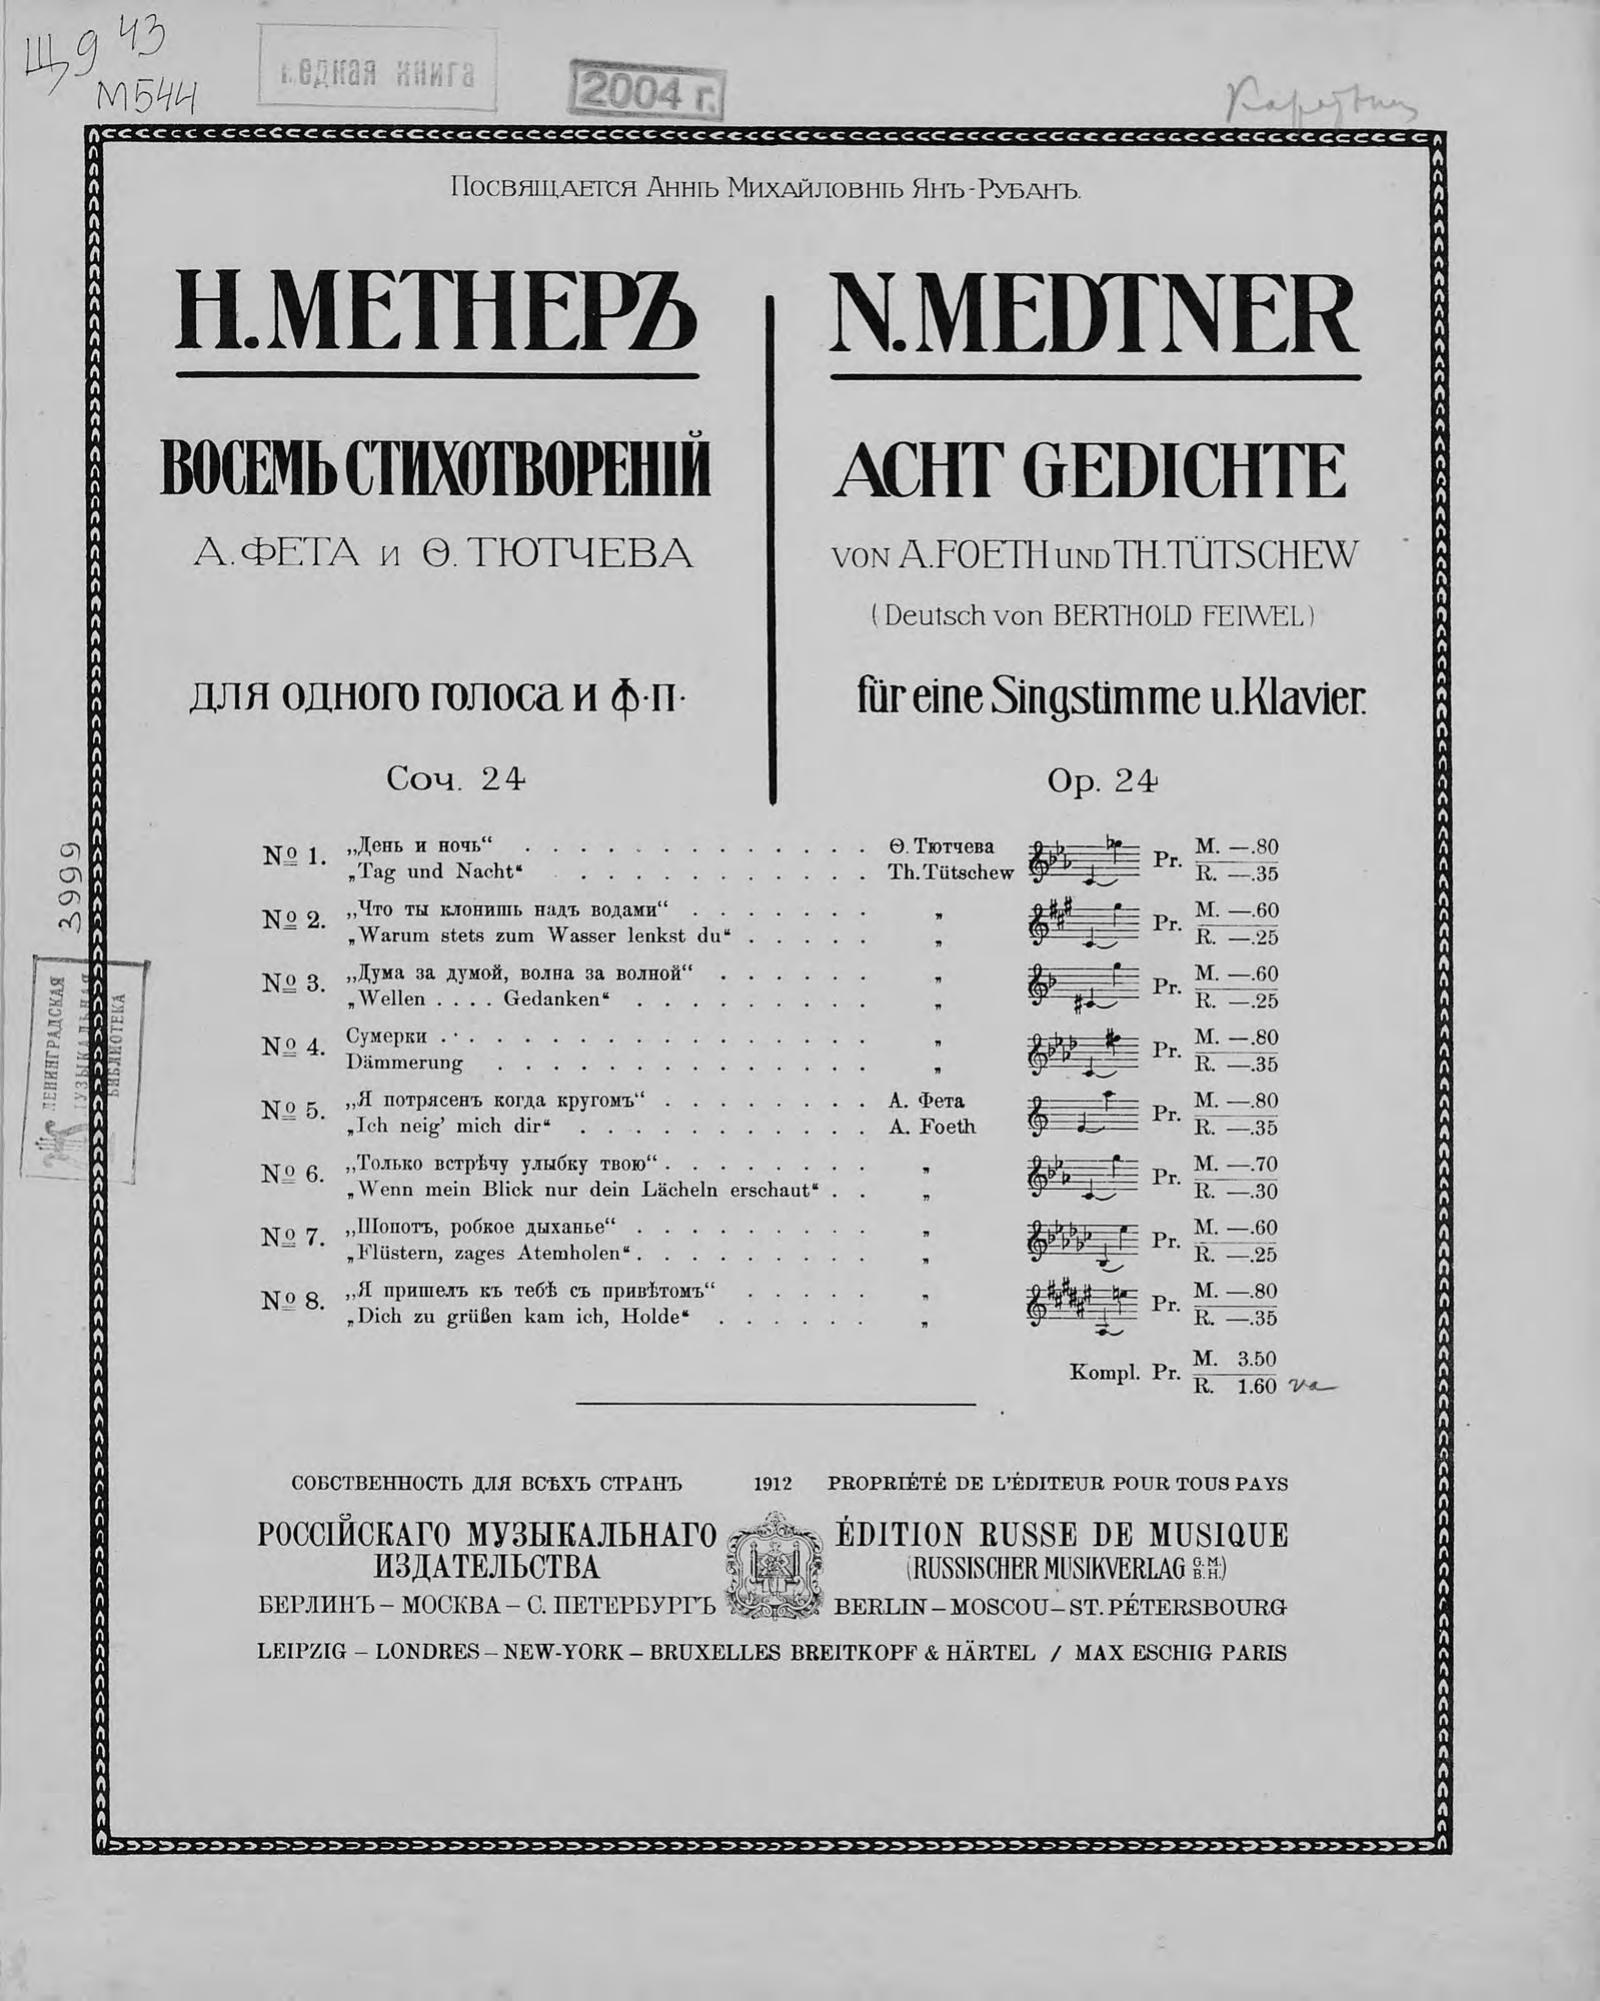 Щ9 43
М544
книга
2004 г.
Посвящается Аннѣ Михайловнѣ Янъ-Рубанъ.
Н. МЕТНЕРЪ
ВОСЕМЬ СТИХОТВОРЕНІЙ
А. ФЕТА и Ѳ. ТЮТЧЕВА
для одного голоса и ф.п.
Соч. 24
N. MEDTNER
ACHT GEDICHTE
VON A. FOETH UND TH. TÜTSCHEW
(Deutsch von BERTHOLD FEIWEL)
für eine Singstimme u. Klavier.
Op. 24
№ 1. „День и ночь“ . . . . . . . . . . . . . Ѳ. Тютчева Pr. M. —.80
„Tag und Nacht“ . . . . . . . . . . . Th. Tütschew R. —.35
№ 2. „Что ты клонишь надъ водами“ . . . . . . . „ Pr. M. —.60
„Warum stets zum Wasser lenkst du“ . . . . . „ R. —.25
№ 3. „Дума за думой, волна за волной“ . . . . . . „ Pr. M. —.60
„Wellen . . . . Gedanken“ . . . . . . . . . „ R. —.25
№ 4. Сумерки . . . . . . . . . . . . . . . . „ Pr. M. —.80
Dämmerung . . . . . . . . . . . . . . „ R. —.35
№ 5. „Я потрясенъ когда кругомъ“ . . . . . . . . А. Фета Pr. M. —.80
„Ich neig’ mich dir“ . . . . . . . . . . . A. Foeth R. —.35
№ 6. „Только встрѣчу улыбку твою“ . . . . . . . . „ Pr. M. —.70
„Wenn mein Blick nur dein Lächeln erschaut“ . . „ R. —.30
№ 7. „Шопотъ, робкое дыханье“ . . . . . . . . . „ Pr. M. —.60
„Flüstern, zages Atemholen“ . . . . . . . . . „ R. —.25
№ 8. „Я пришелъ къ тебѣ съ привѣтомъ“ . . . . . „ Pr. M. —.80
„Dich zu grüßen kam ich, Holde“ . . . . . . „ R. —.35
Kompl. Pr. M. 3.50
R. 1.60
3999
ЛЕНИНГРАДСКАЯ
МУЗЫКАЛЬНАЯ
БИБЛИОТЕКА
СОБСТВЕННОСТЬ ДЛЯ ВСѢХЪ СТРАНЪ 1912 PROPRIÉTÉ DE L'ÉDITEUR POUR TOUS PAYS
РОССІЙСКАГО МУЗЫКАЛЬНАГО
ИЗДАТЕЛЬСТВА
БЕРЛИНЪ – МОСКВА – С. ПЕТЕРБУРГЪ
ÉDITION RUSSE DE MUSIQUE
(RUSSISCHER MUSIKVERLAG G.M.B.H.)
BERLIN – MOSCOU – ST. PÉTERSBOURG
LEIPZIG – LONDRES – NEW-YORK – BRUXELLES BREITKOPF & HÄRTEL / MAX ESCHIG PARIS